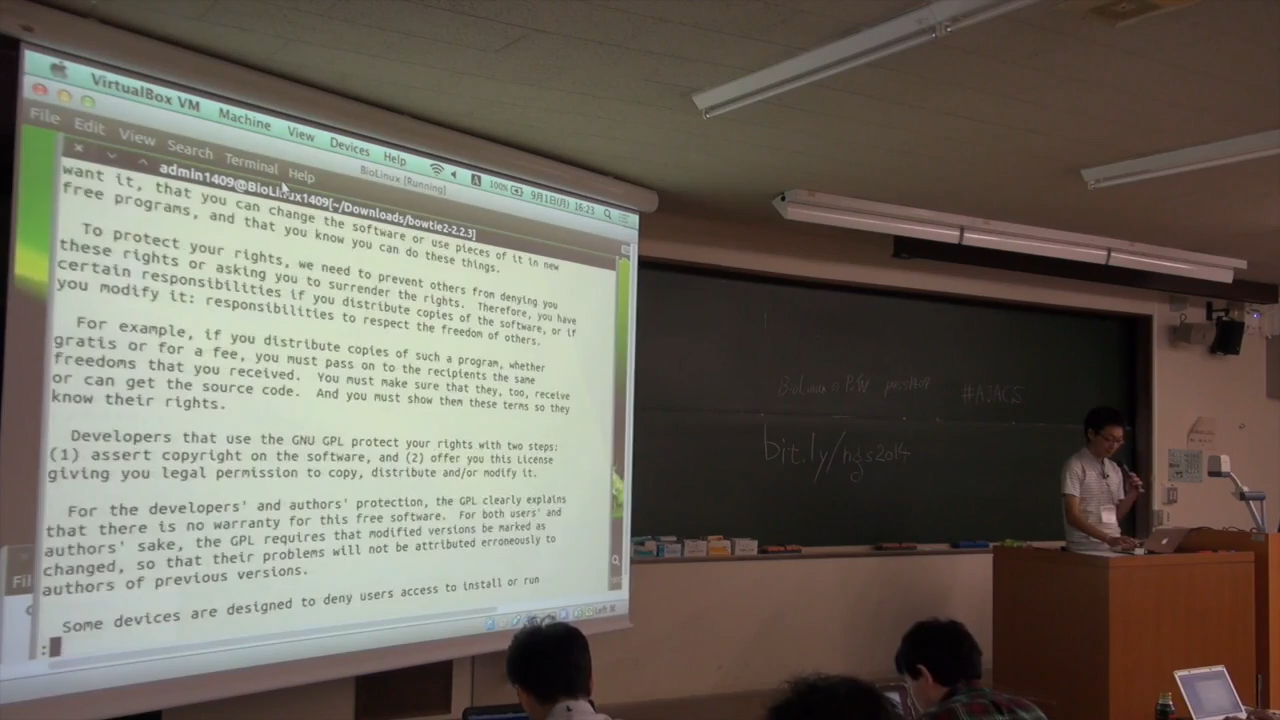 VirtualBox VM Machine View Devices Help 100% 9月1日(月) 16:23
BioLinux [Running]
File Edit View Search Terminal Help
admin1409@BioLinux1409[~/Downloads/bowtie2-2.2.3]
want it, that you can change the software or use pieces of it in new
free programs, and that you know you can do these things.
To protect your rights, we need to prevent others from denying you
these rights or asking you to surrender the rights. Therefore, you have
certain responsibilities if you distribute copies of the software, or if
you modify it: responsibilities to respect the freedom of others.
For example, if you distribute copies of such a program, whether
gratis or for a fee, you must pass on to the recipients the same
freedoms that you received. You must make sure that they, too, receive
or can get the source code. And you must show them these terms so they
know their rights.
Developers that use the GNU GPL protect your rights with two steps:
(1) assert copyright on the software, and (2) offer you this License
giving you legal permission to copy, distribute and/or modify it.
For the developers' and authors' protection, the GPL clearly explains
that there is no warranty for this free software. For both users' and
authors' sake, the GPL requires that modified versions be marked as
changed, so that their problems will not be attributed erroneously to
authors of previous versions.
Some devices are designed to deny users access to install or run
:
Left ⌘
BioLinux
#AJACS
bit.ly/ngs2014